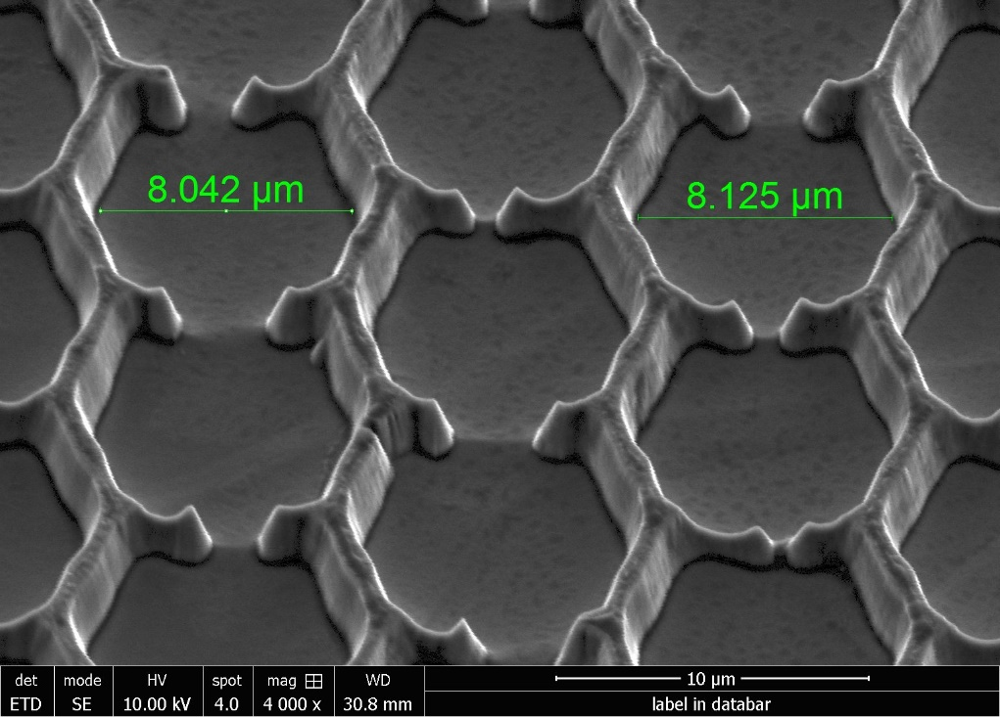 8.042 µm
8.125 µm
det mode HV spot mag WD
10 µm
ETD SE 10.00 kV 4.0 4 000 x 30.8 mm
label in databar